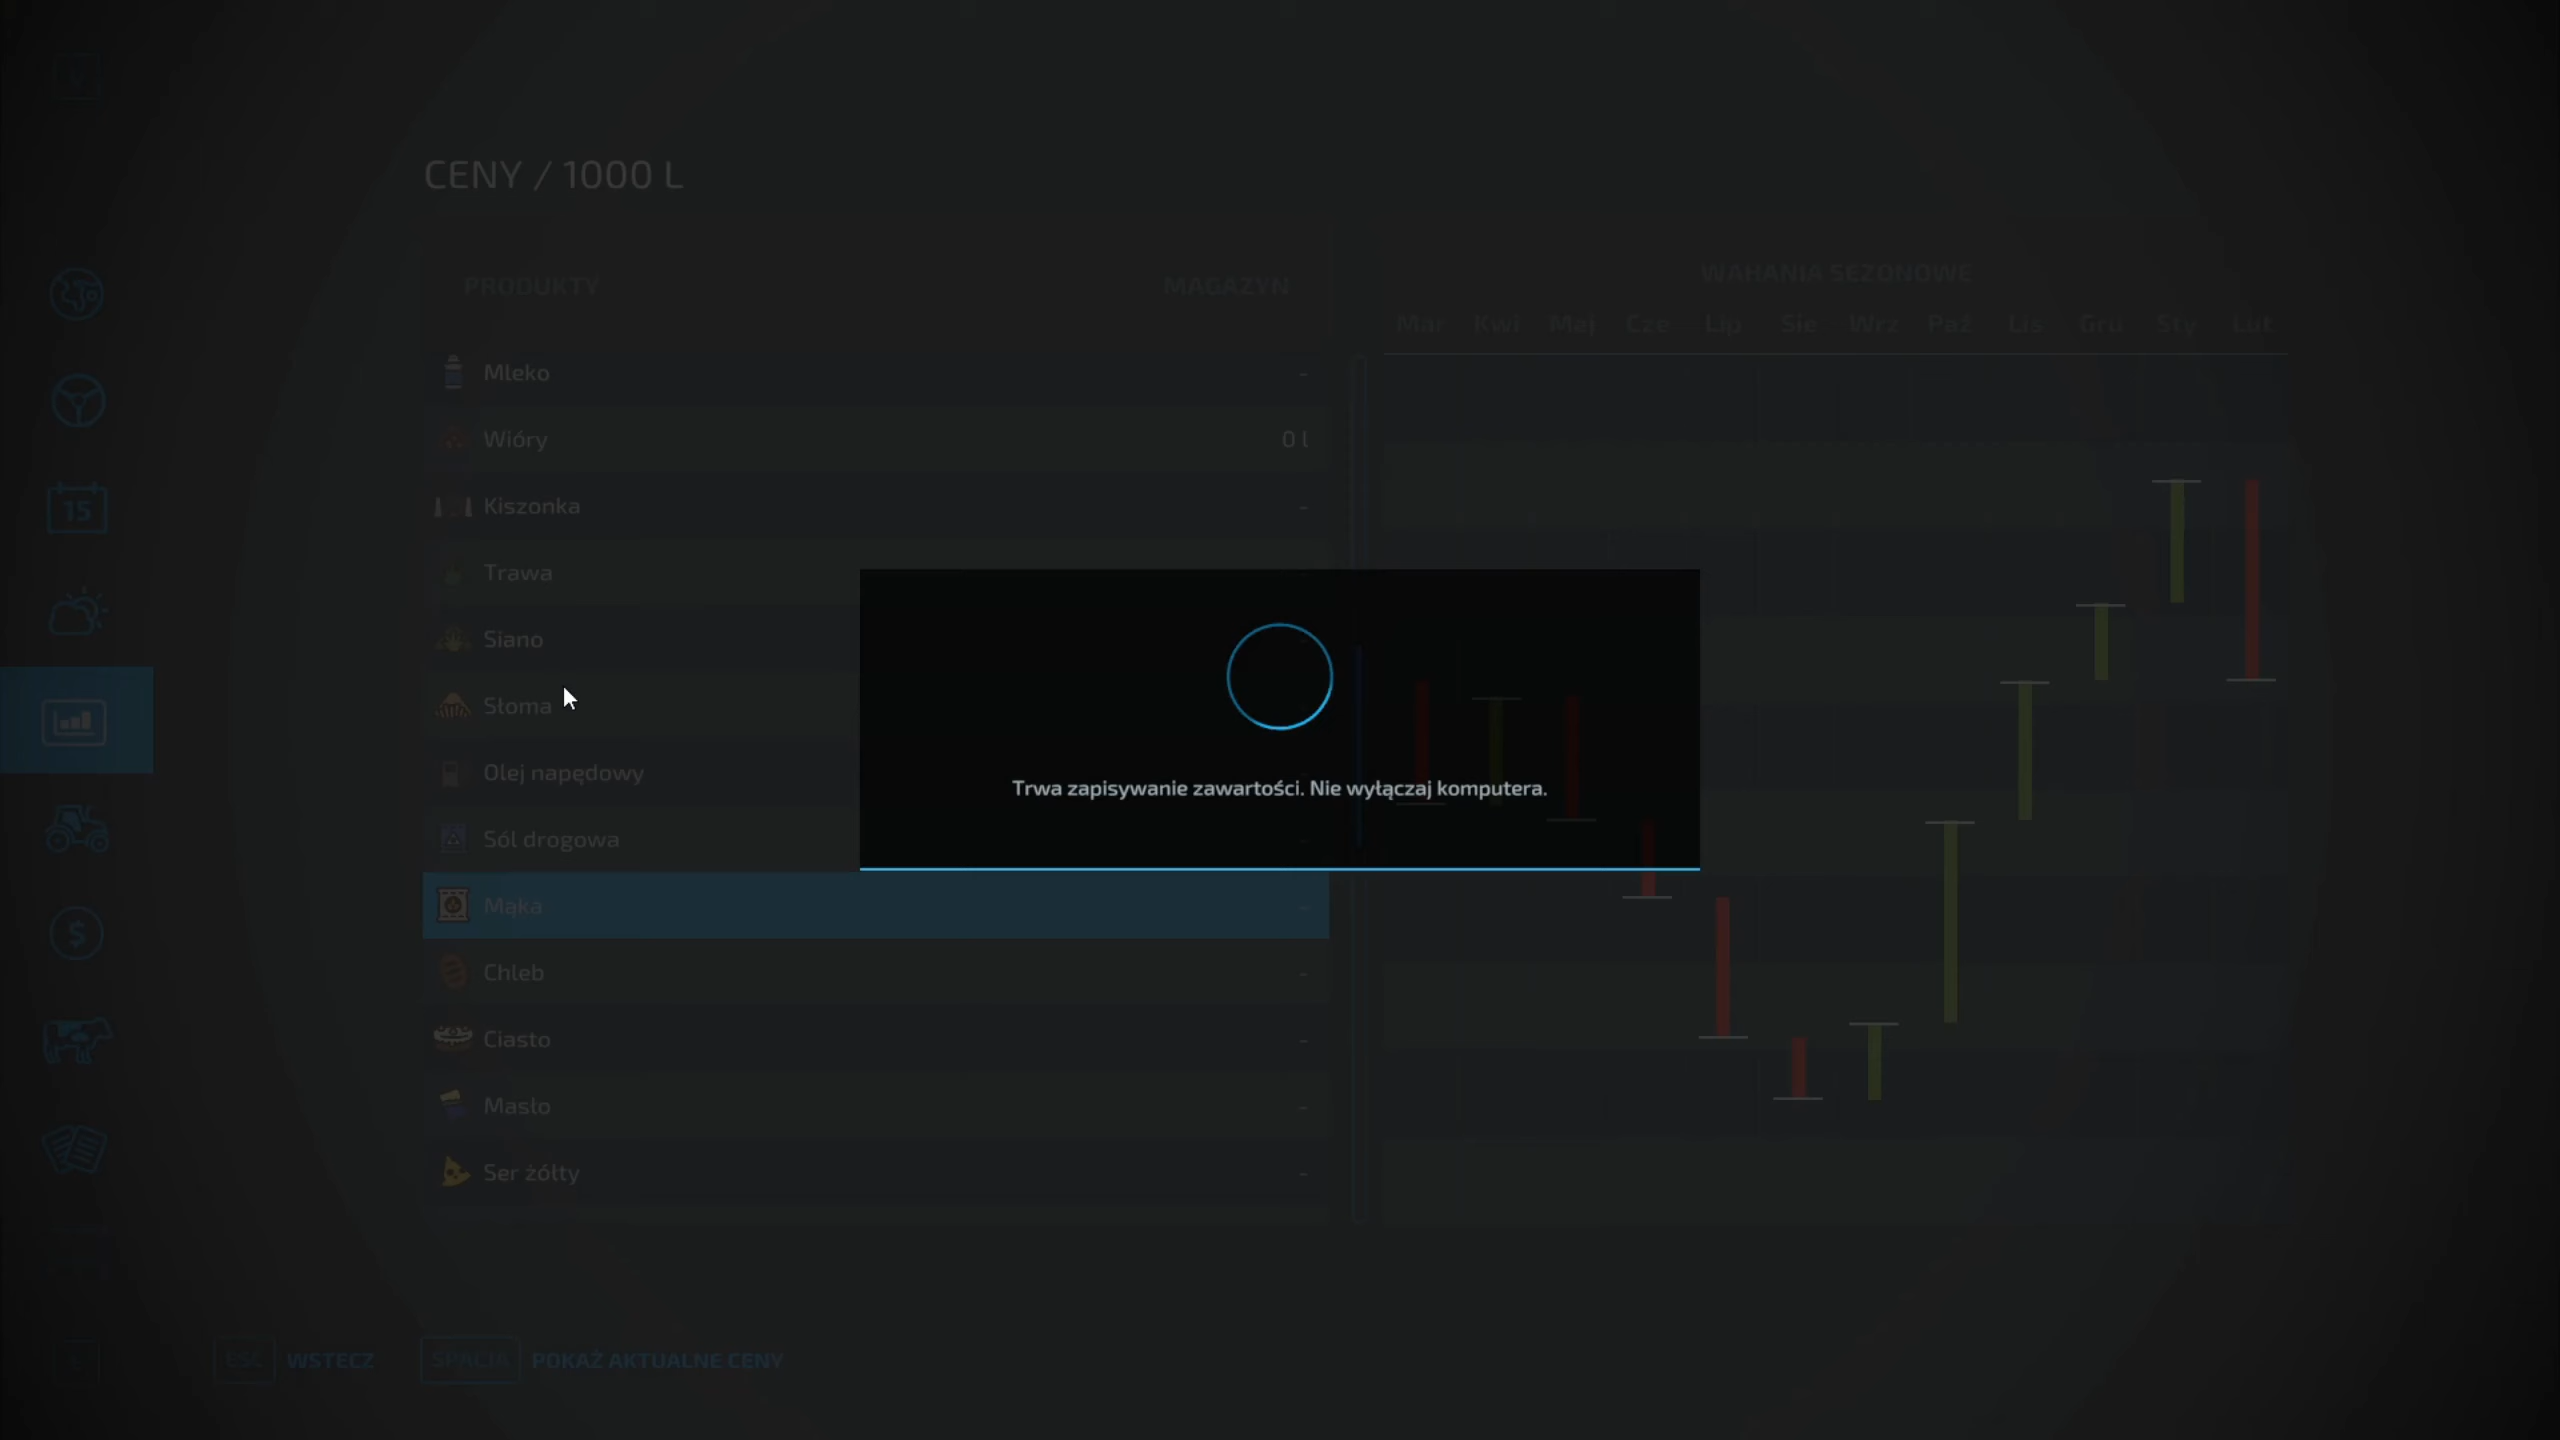 CENY / 1000 L
PRODUKTY
MAGAZYN
WAHANIA SEZONOWE
Mar Kwi Maj Cze Lip Sie Wrz Paź Lis Gru Sty Lut
Mleko -
Wióry 0 l
Kiszonka -
Trawa
Siano
Słoma
Olej napędowy
Sól drogowa
Mąka -
Chleb -
Ciasto -
Masło -
Ser żółty -
15
$
Trwa zapisywanie zawartości. Nie wyłączaj komputera.
ESC WSTECZ SPACJA POKAŻ AKTUALNE CENY